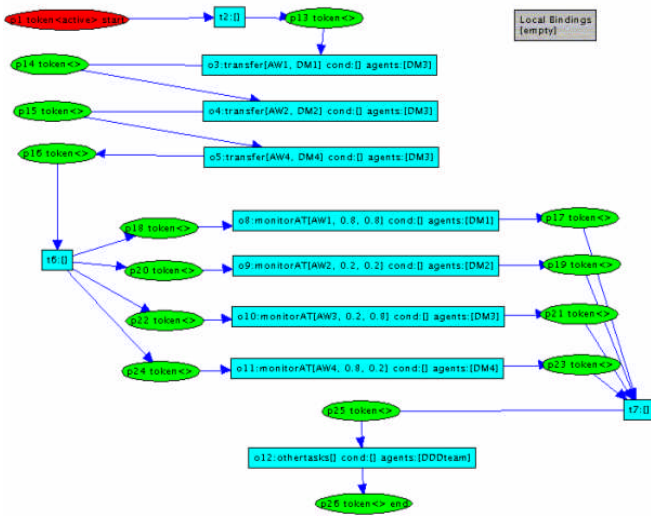 p1 token<active> start
t2:[]
p13 token<>
Local Bindings
[empty]
p14 token<>
o3:transfer[AW1, DM1] cond:[] agents:[DM3]
p15 token<>
o4:transfer[AW2, DM2] cond:[] agents:[DM3]
p16 token<>
o5:transfer[AW4, DM4] cond:[] agents:[DM3]
p18 token<>
o8:monitorAT[AW1, 0.8, 0.8] cond:[] agents:[DM1]
p17 token<>
t6:[]
p20 token<>
o9:monitorAT[AW2, 0.2, 0.2] cond:[] agents:[DM2]
p19 token<>
p22 token<>
o10:monitorAT[AW3, 0.2, 0.8] cond:[] agents:[DM3]
p21 token<>
p24 token<>
o11:monitorAT[AW4, 0.8, 0.2] cond:[] agents:[DM4]
p23 token<>
p25 token<>
t7:[]
o12:othertasks[] cond:[] agents:[DDDteam]
p26 token<> end